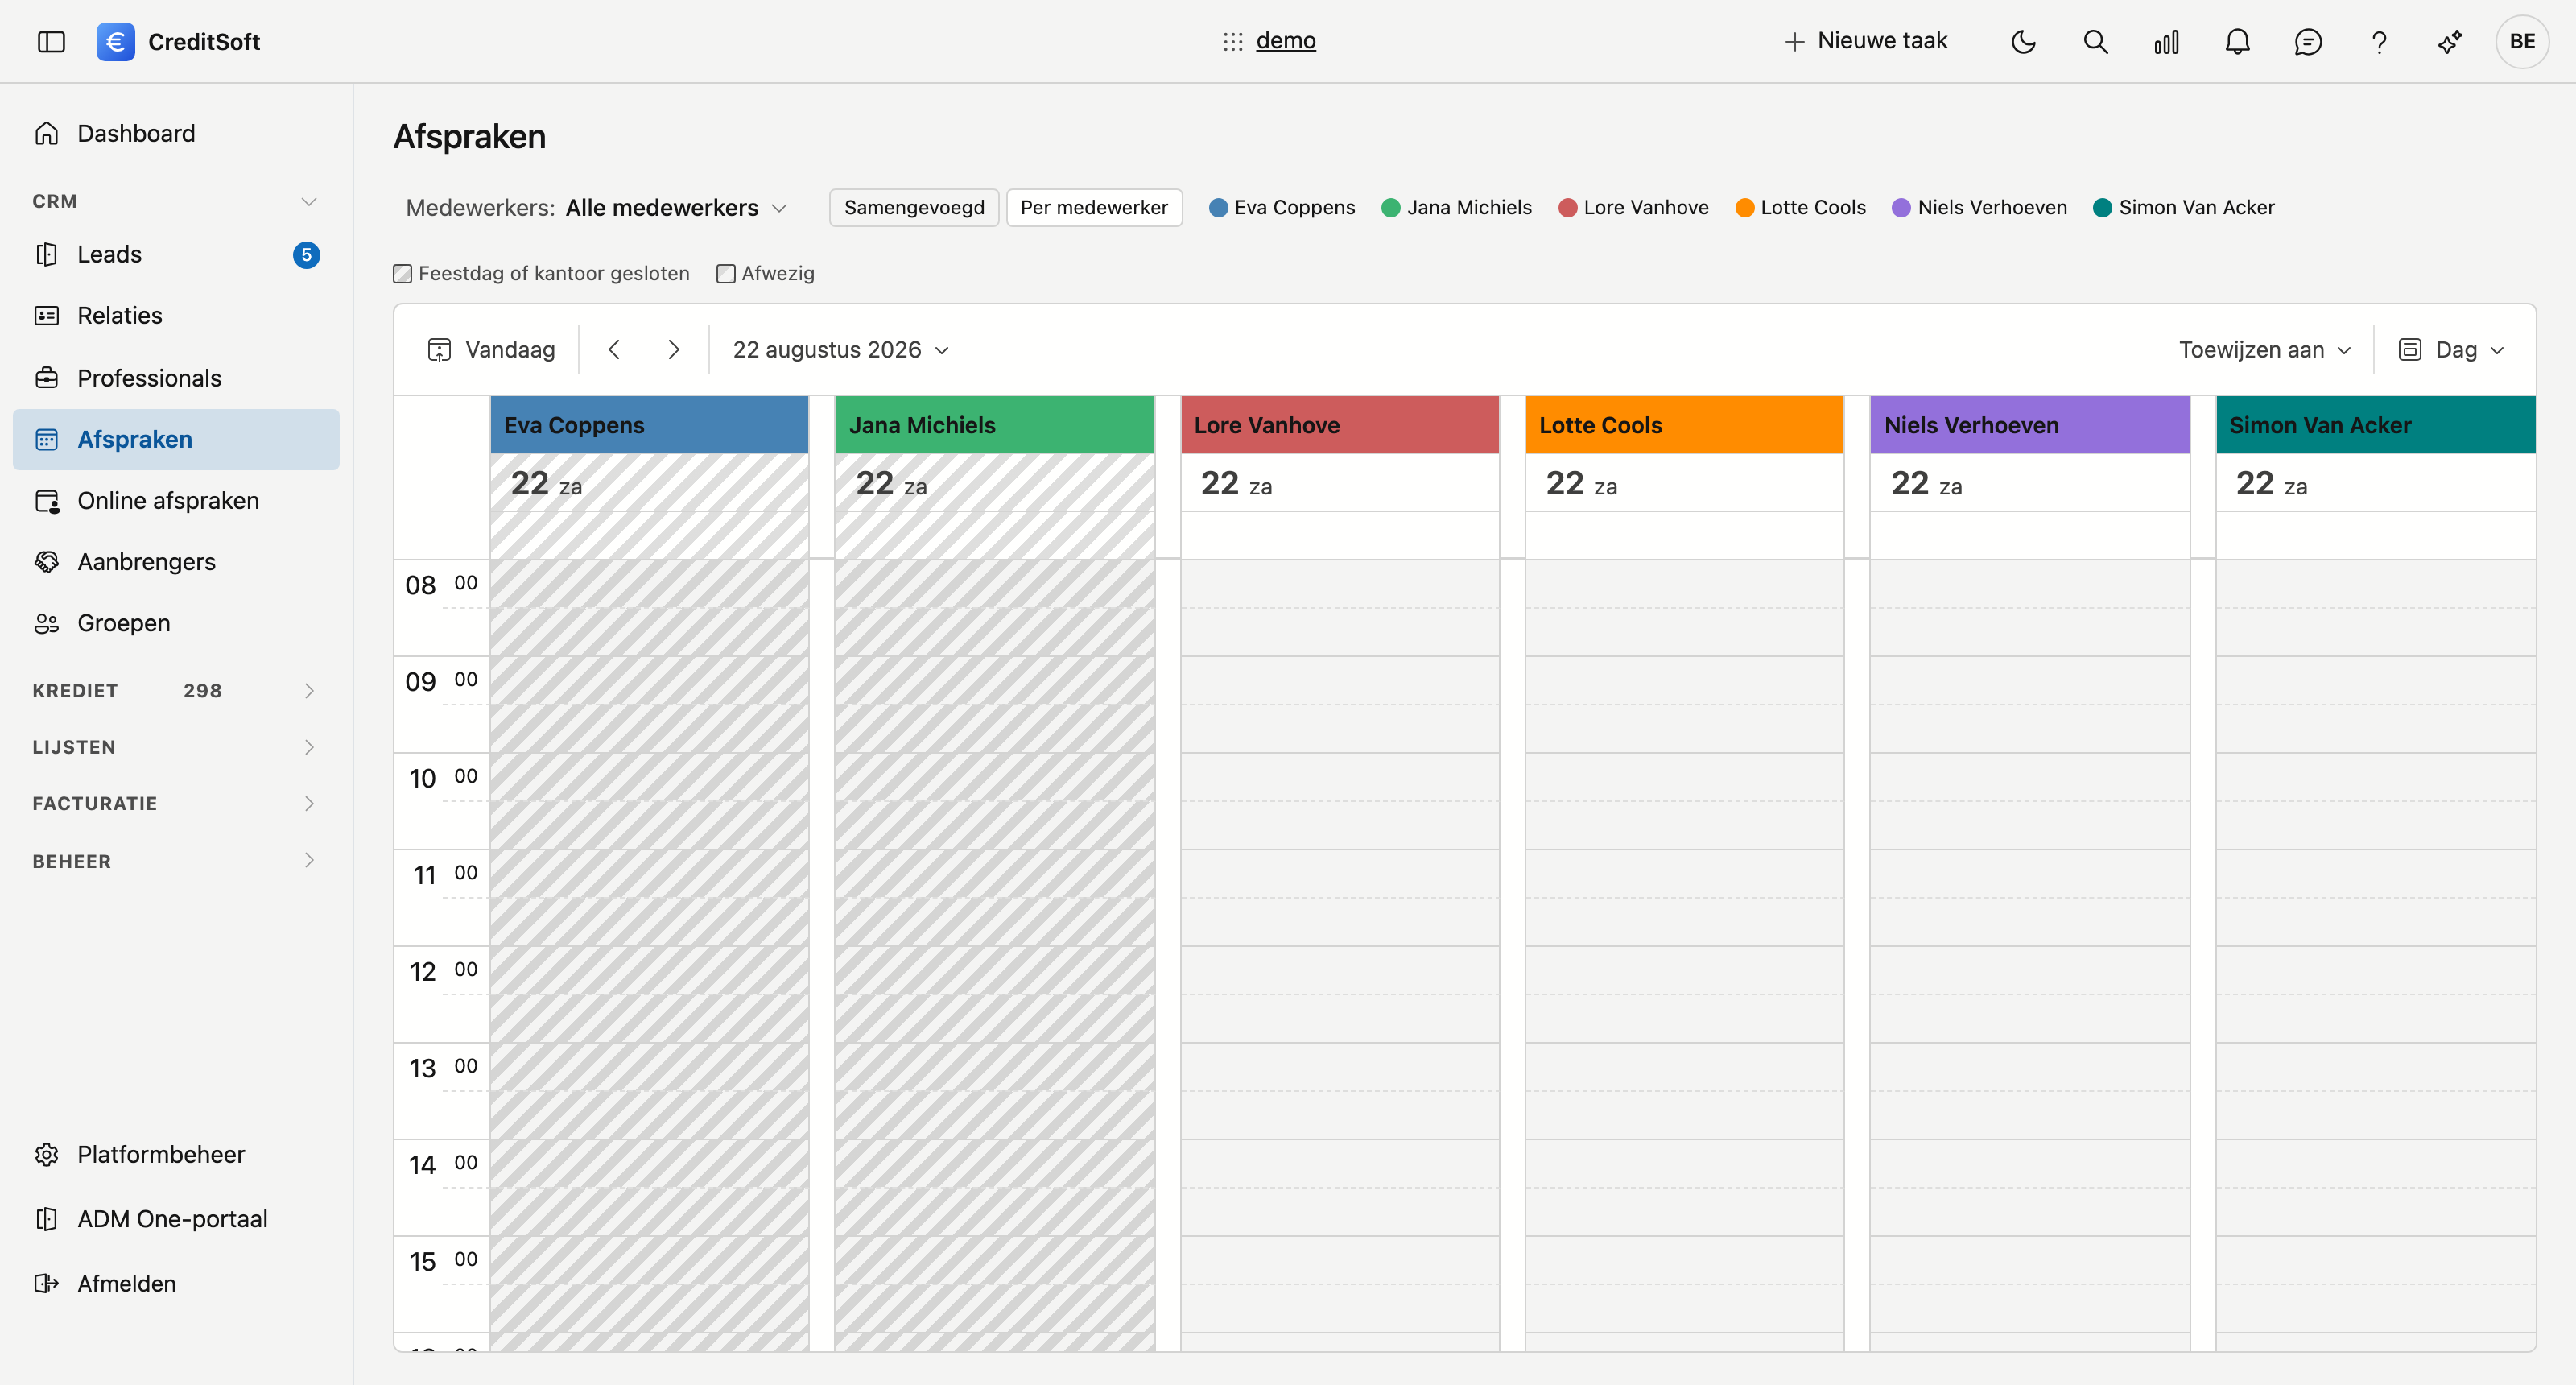 CreditSoft
demo
Nieuwe taak
BE
Dashboard
CRM
Leads 5
Relaties
Professionals
Afspraken
Online afspraken
Aanbrengers
Groepen
KREDIET 298
LIJSTEN
FACTURATIE
BEHEER
Platformbeheer
ADM One-portaal
Afmelden
Afspraken
Medewerkers: Alle medewerkers Samengevoegd Per medewerker Eva Coppens Jana Michiels Lore Vanhove Lotte Cools Niels Verhoeven Simon Van Acker
Feestdag of kantoor gesloten Afwezig
Vandaag 22 augustus 2026 Toewijzen aan Dag
Eva Coppens Jana Michiels Lore Vanhove Lotte Cools Niels Verhoeven Simon Van Acker
22 za 22 za 22 za 22 za 22 za 22 za
08 00
09 00
10 00
11 00
12 00
13 00
14 00
15 00